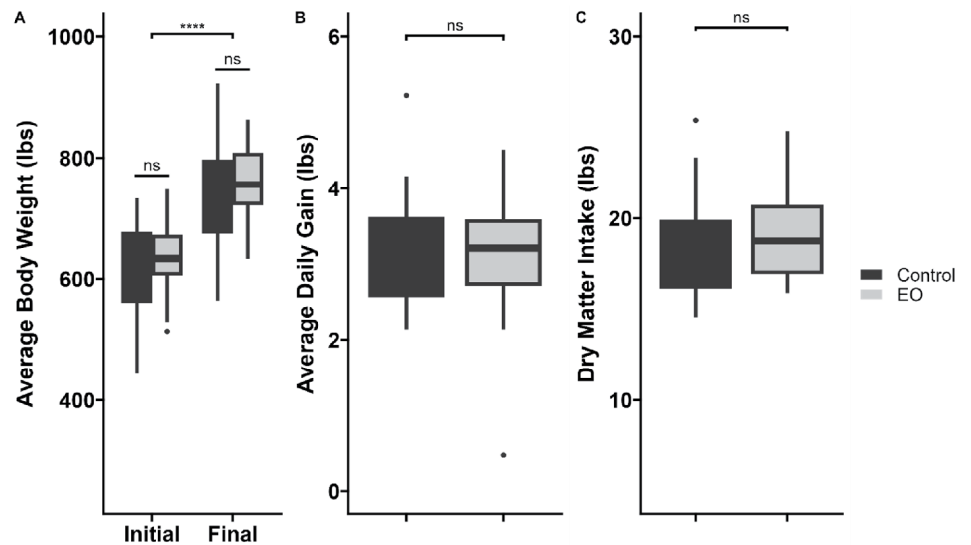 A
Average Body Weight (lbs)
1000
800
600
400
****
ns
ns
Initial Final
B
Average Daily Gain (lbs)
6
4
2
0
ns
C
Dry Matter Intake (lbs)
30
20
10
ns
Control
EO